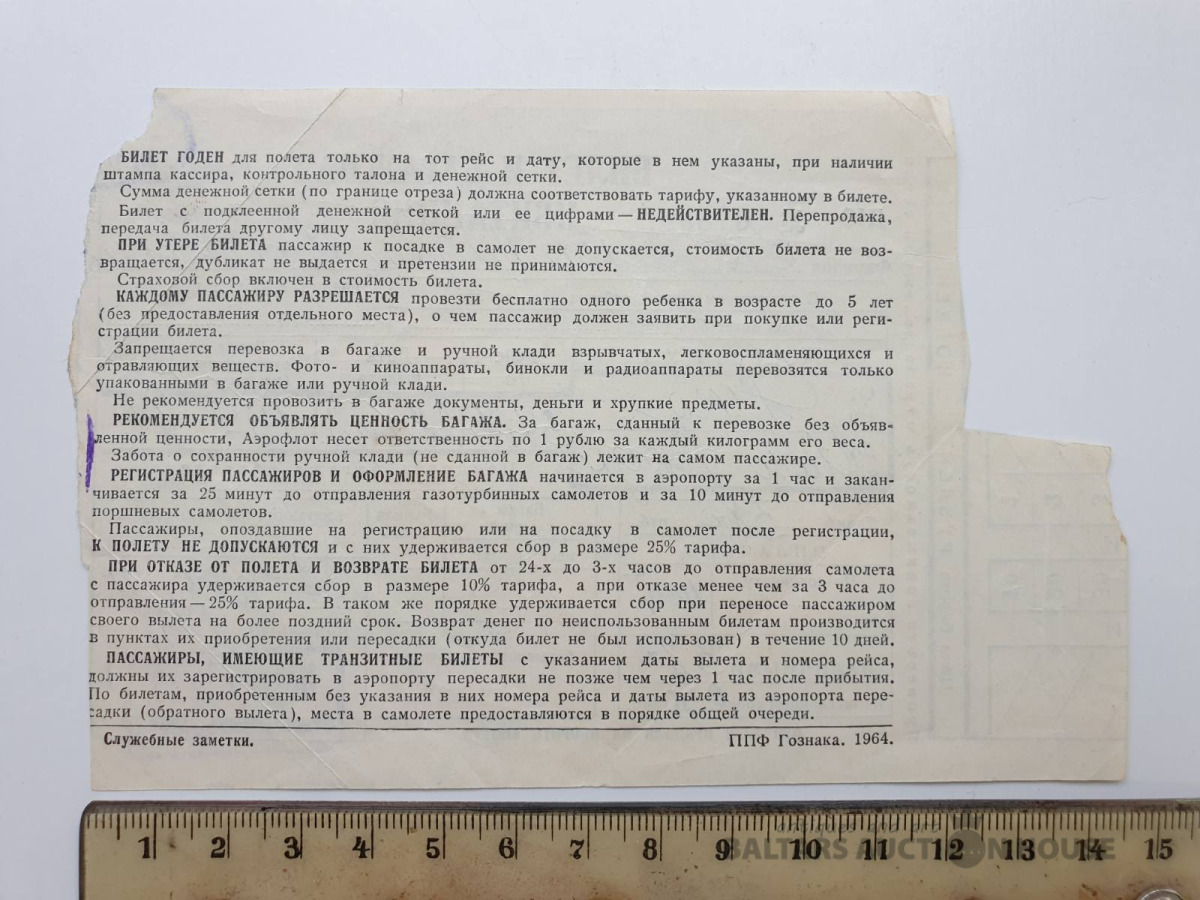 БИЛЕТ ГОДЕН для полета только на тот рейс и дату, которые в нем указаны, при наличии
штампа кассира, контрольного талона и денежной сетки.
Сумма денежной сетки (по границе отреза) должна соответствовать тарифу, указанному в билете.
Билет с подклеенной денежной сеткой или ее цифрами — НЕДЕЙСТВИТЕЛЕН. Перепродажа,
передача билета другому лицу запрещается.
ПРИ УТЕРЕ БИЛЕТА пассажир к посадке в самолет не допускается, стоимость билета не воз-
вращается, дубликат не выдается и претензии не принимаются.
Страховой сбор включен в стоимость билета.
КАЖДОМУ ПАССАЖИРУ РАЗРЕШАЕТСЯ провезти бесплатно одного ребенка в возрасте до 5 лет
(без предоставления отдельного места), о чем пассажир должен заявить при покупке или реги-
страции билета.
Запрещается перевозка в багаже и ручной клади взрывчатых, легковоспламеняющихся и
отравляющих веществ. Фото- и киноаппараты, бинокли и радиоаппараты перевозятся только
упакованными в багаже или ручной клади.
Не рекомендуется провозить в багаже документы, деньги и хрупкие предметы.
РЕКОМЕНДУЕТСЯ ОБЪЯВЛЯТЬ ЦЕННОСТЬ БАГАЖА. За багаж, сданный к перевозке без объяв-
ленной ценности, Аэрофлот несет ответственность по 1 рублю за каждый килограмм его веса.
Забота о сохранности ручной клади (не сданной в багаж) лежит на самом пассажире.
РЕГИСТРАЦИЯ ПАССАЖИРОВ И ОФОРМЛЕНИЕ БАГАЖА начинается в аэропорту за 1 час и закан-
чивается за 25 минут до отправления газотурбинных самолетов и за 10 минут до отправления
поршневых самолетов.
Пассажиры, опоздавшие на регистрацию или на посадку в самолет после регистрации,
К ПОЛЕТУ НЕ ДОПУСКАЮТСЯ и с них удерживается сбор в размере 25% тарифа.
ПРИ ОТКАЗЕ ОТ ПОЛЕТА И ВОЗВРАТЕ БИЛЕТА от 24-х до 3-х часов до отправления самолета
с пассажира удерживается сбор в размере 10% тарифа, а при отказе менее чем за 3 часа до
отправления — 25% тарифа. В таком же порядке удерживается сбор при переносе пассажиром
своего вылета на более поздний срок. Возврат денег по неиспользованным билетам производится
в пунктах их приобретения или пересадки (откуда билет не был использован) в течение 10 дней.
ПАССАЖИРЫ, ИМЕЮЩИЕ ТРАНЗИТНЫЕ БИЛЕТЫ с указанием даты вылета и номера рейса,
должны их зарегистрировать в аэропорту пересадки не позже чем через 1 час после прибытия.
По билетам, приобретенным без указания в них номера рейса и даты вылета из аэропорта пере-
садки (обратного вылета), места в самолете предоставляются в порядке общей очереди.
Служебные заметки. ППФ Гознака. 1964.
1 2 3 4 5 6 7 8 9 10 11 12 13 14 15
BALTERS AUCTION HOUSE